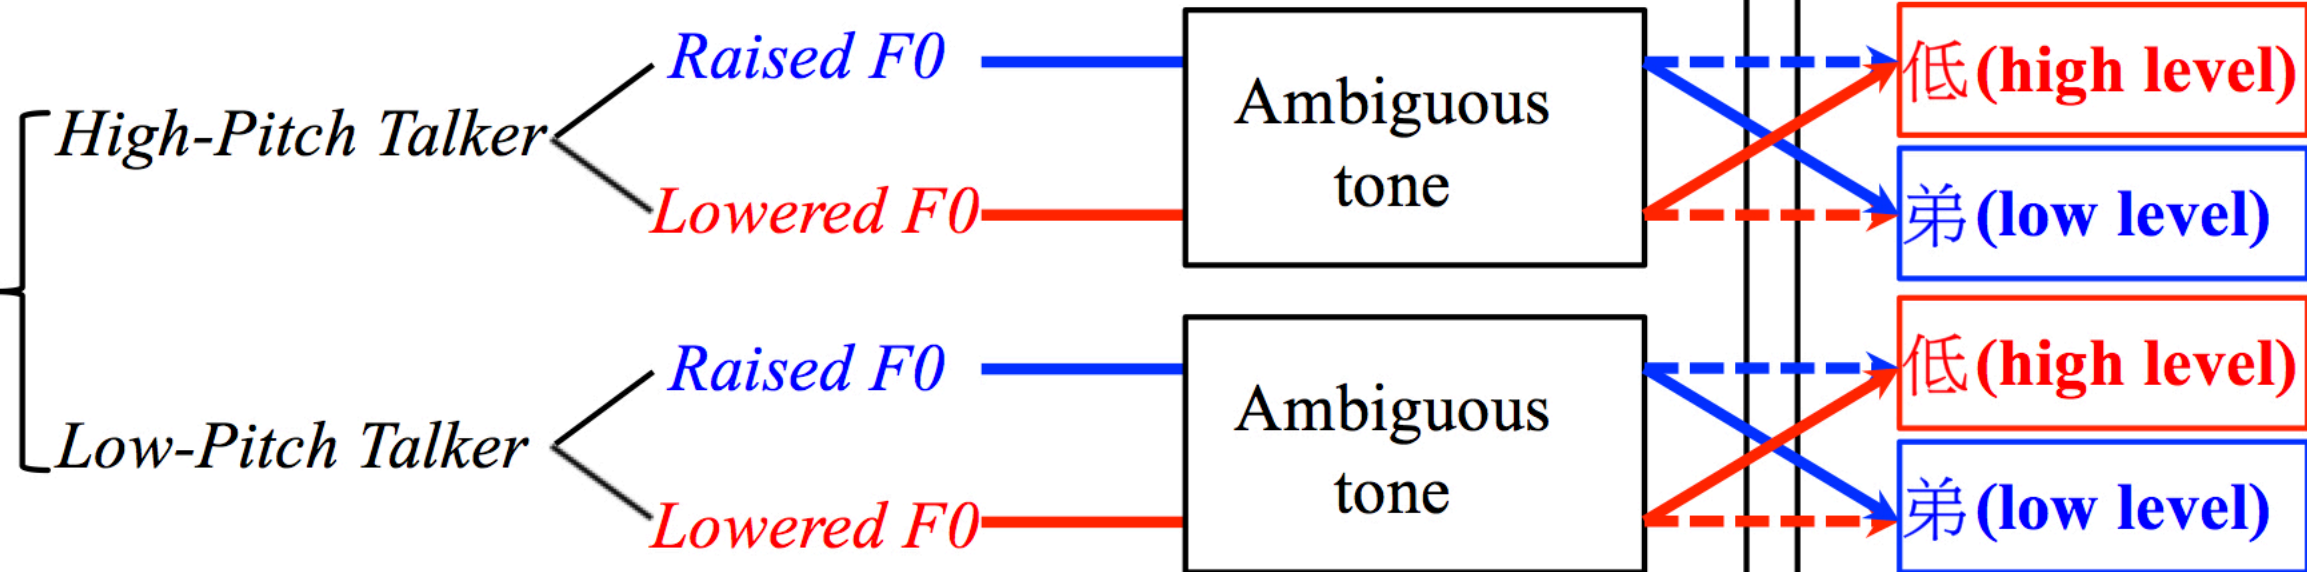 High-Pitch Talker
Raised F0
Lowered F0
Ambiguous
tone
低 (high level)
弟 (low level)
Low-Pitch Talker
Raised F0
Lowered F0
Ambiguous
tone
低 (high level)
弟 (low level)